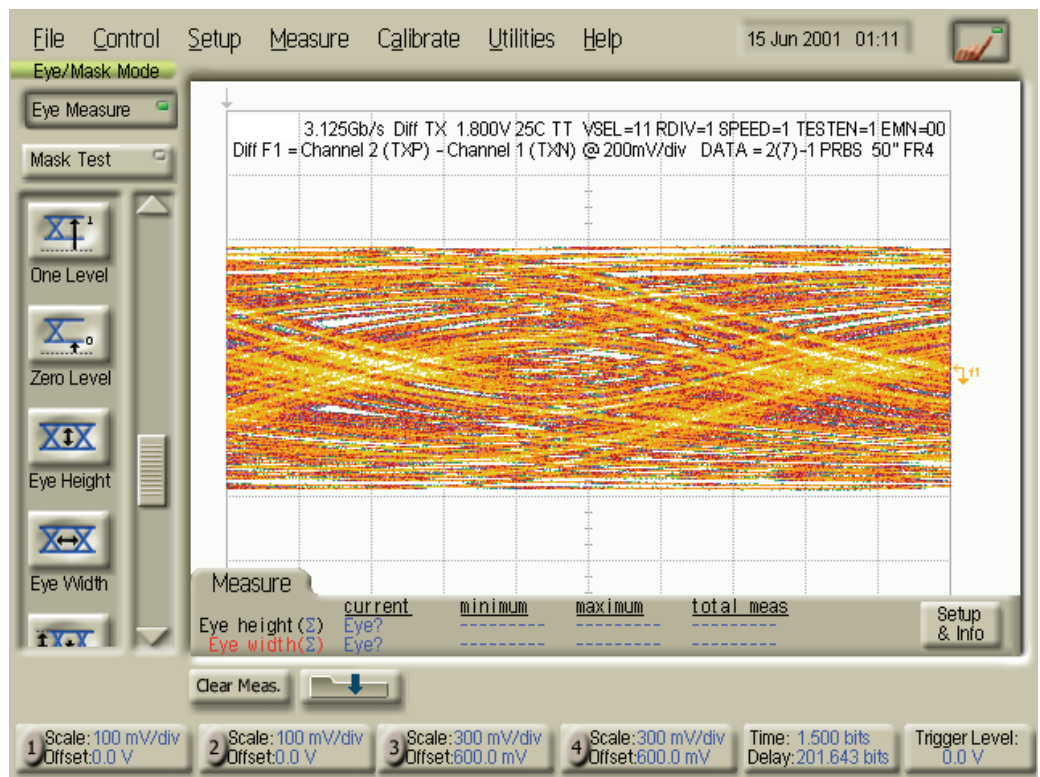 File Control Setup Measure Calibrate Utilities Help 15 Jun 2001 01:11
Eye/Mask Mode
Eye Measure
Mask Test
3.125Gb/s Diff TX 1.800V 25C TT VSEL=11 RDIV=1 SPEED=1 TESTEN=1 EMN=00
Diff F1 = Channel 2 (TXP) - Channel 1 (TXN) @ 200mV/div DATA = 2(7)-1 PRBS 50" FR4
1
One Level
0
Zero Level
f1
Eye Height
Eye Width
Measure
current minimum maximum total meas
Eye height(Σ) Eye? --------- --------- --------- ---------
Eye width(Σ) Eye? --------- --------- --------- ---------
Setup
& Info
Clear Meas.
1 Scale: 100 mV/div
Offset: 0.0 V
2 Scale: 100 mV/div
Offset: 0.0 V
3 Scale: 300 mV/div
Offset: 600.0 mV
4 Scale: 300 mV/div
Offset: 600.0 mV
Time: 1.500 bits
Delay: 201.643 bits
Trigger Level:
0.0 V